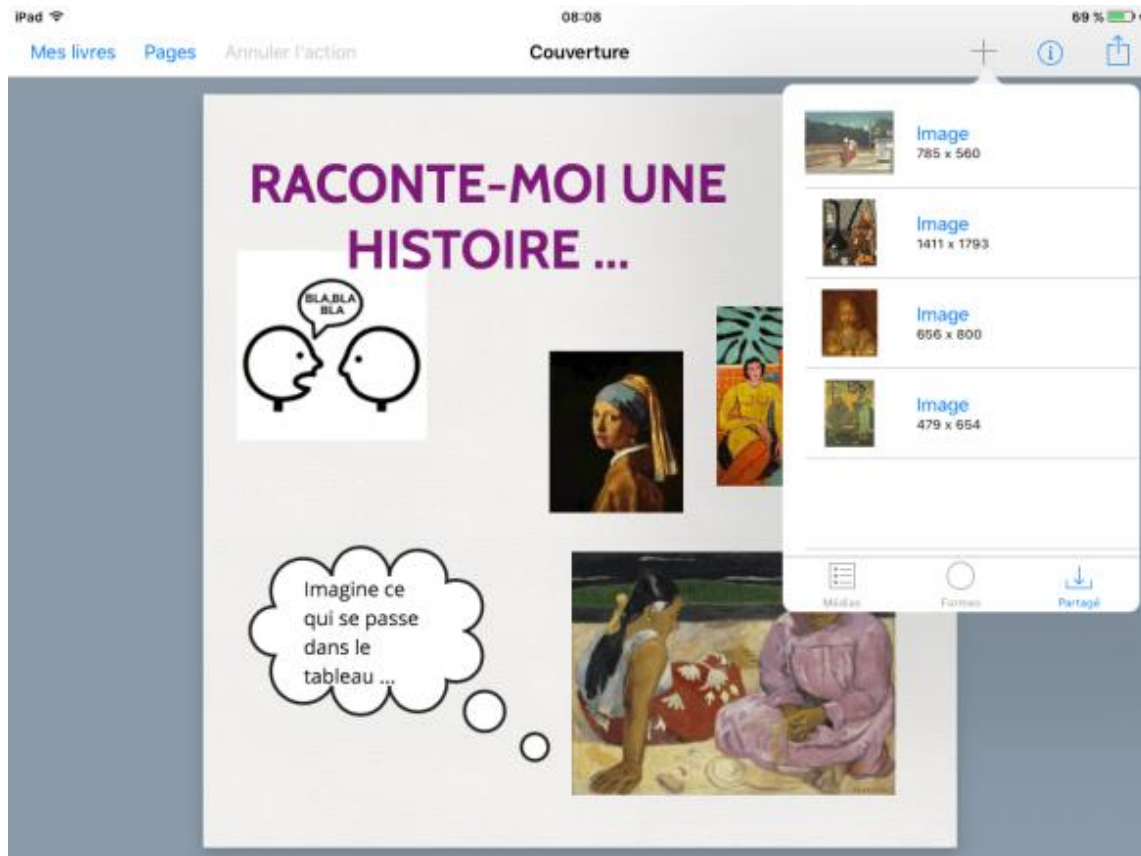 iPad 08:08 69 %
Mes livres Pages Annuler l'action Couverture
RACONTE-MOI UNE
HISTOIRE ...
BLA,BLA
BLA
Imagine ce
qui se passe
dans le
tableau ...
Image
785 x 560
Image
1411 x 1793
Image
656 x 800
Image
479 x 654
Médias Formes Partagé